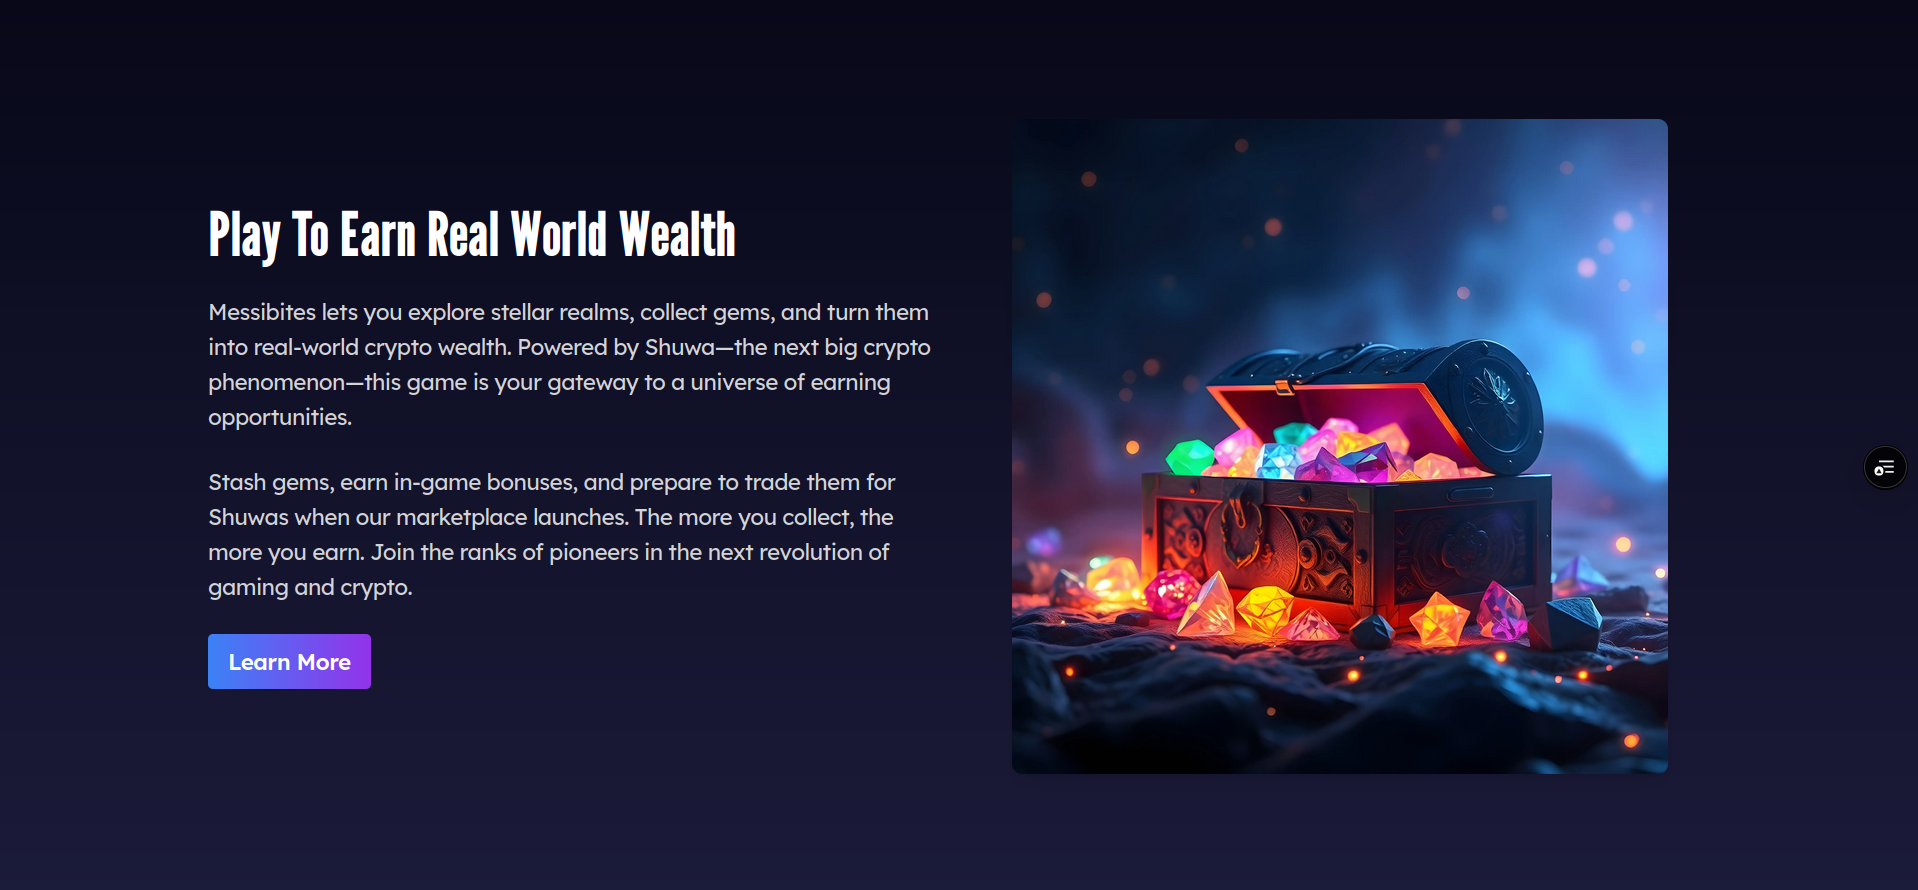 Play To Earn Real World Wealth
Messibites lets you explore stellar realms, collect gems, and turn them
into real-world crypto wealth. Powered by Shuwa—the next big crypto
phenomenon—this game is your gateway to a universe of earning
opportunities.
Stash gems, earn in-game bonuses, and prepare to trade them for
Shuwas when our marketplace launches. The more you collect, the
more you earn. Join the ranks of pioneers in the next revolution of
gaming and crypto.
Learn More